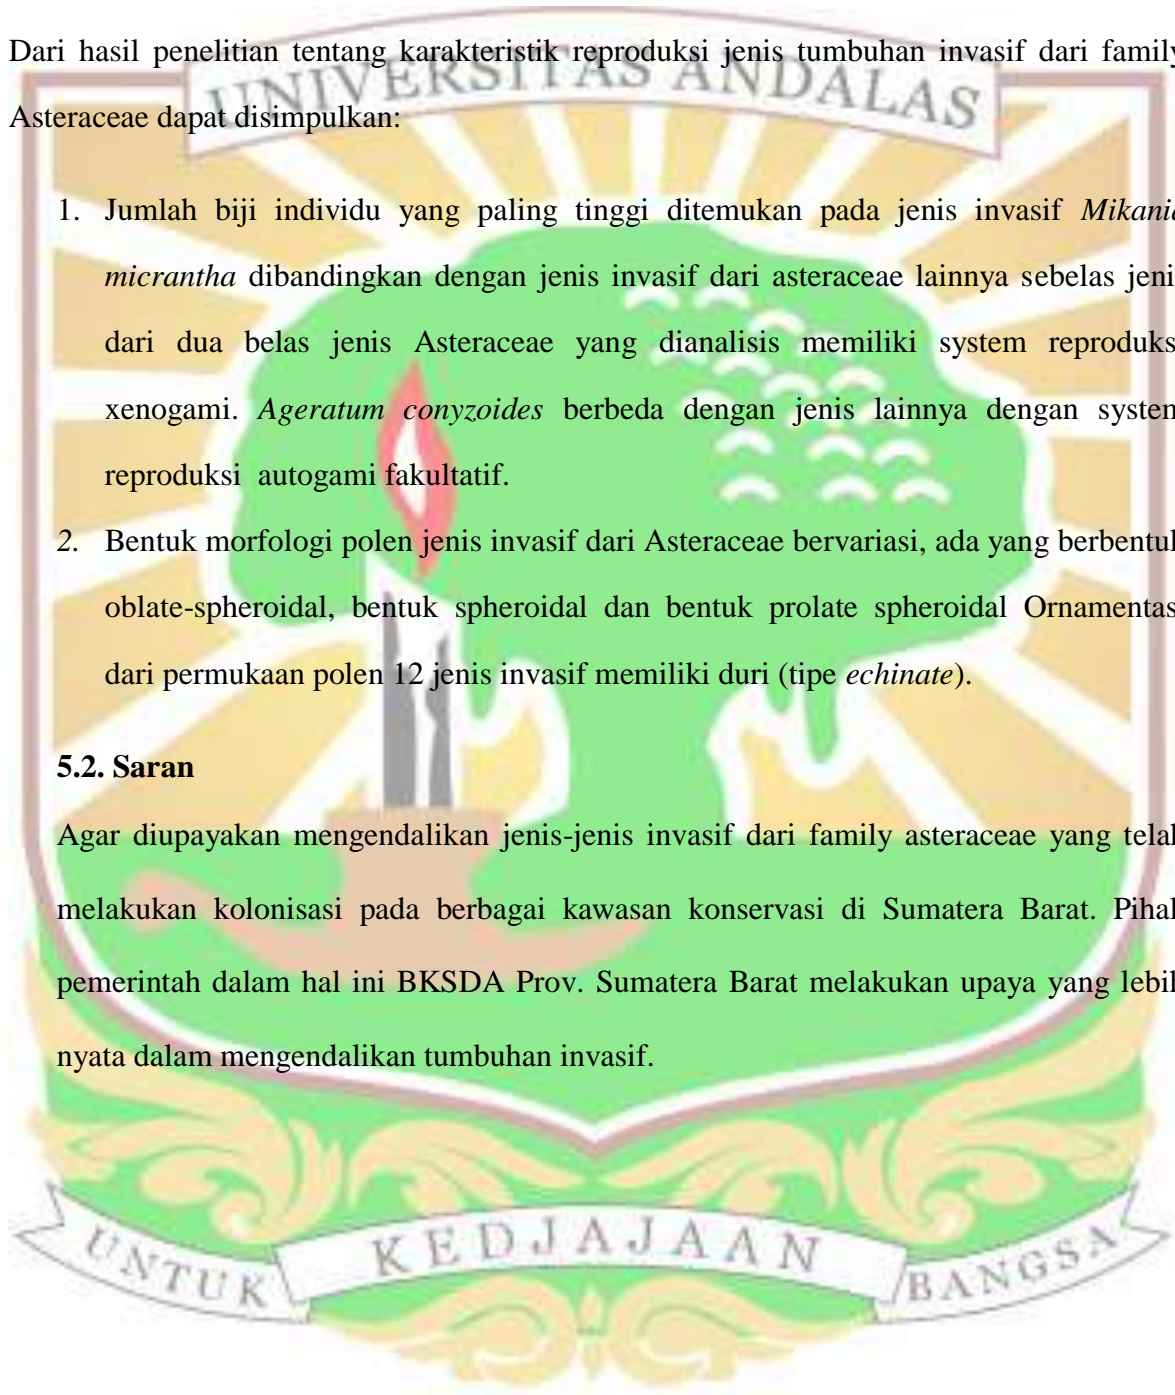 Dari hasil penelitian tentang karakteristik reproduksi jenis tumbuhan invasif dari family
UNIVERSITAS ANDALAS
Asteraceae dapat disimpulkan:
1. Jumlah biji individu yang paling tinggi ditemukan pada jenis invasif Mikania
micrantha dibandingkan dengan jenis invasif dari asteraceae lainnya sebelas jeni
dari dua belas jenis Asteraceae yang dianalisis memiliki system reproduks
xenogami. Ageratum conyzoides berbeda dengan jenis lainnya dengan system
reproduksi autogami fakultatif.
2. Bentuk morfologi polen jenis invasif dari Asteraceae bervariasi, ada yang berbentuk
oblate-spheroidal, bentuk spheroidal dan bentuk prolate spheroidal Ornamentas
dari permukaan polen 12 jenis invasif memiliki duri (tipe echinate).
5.2. Saran
Agar diupayakan mengendalikan jenis-jenis invasif dari family asteraceae yang telah
melakukan kolonisasi pada berbagai kawasan konservasi di Sumatera Barat. Pihak
pemerintah dalam hal ini BKSDA Prov. Sumatera Barat melakukan upaya yang lebih
nyata dalam mengendalikan tumbuhan invasif.
UNTUK KEDJAJAAN BANGSA